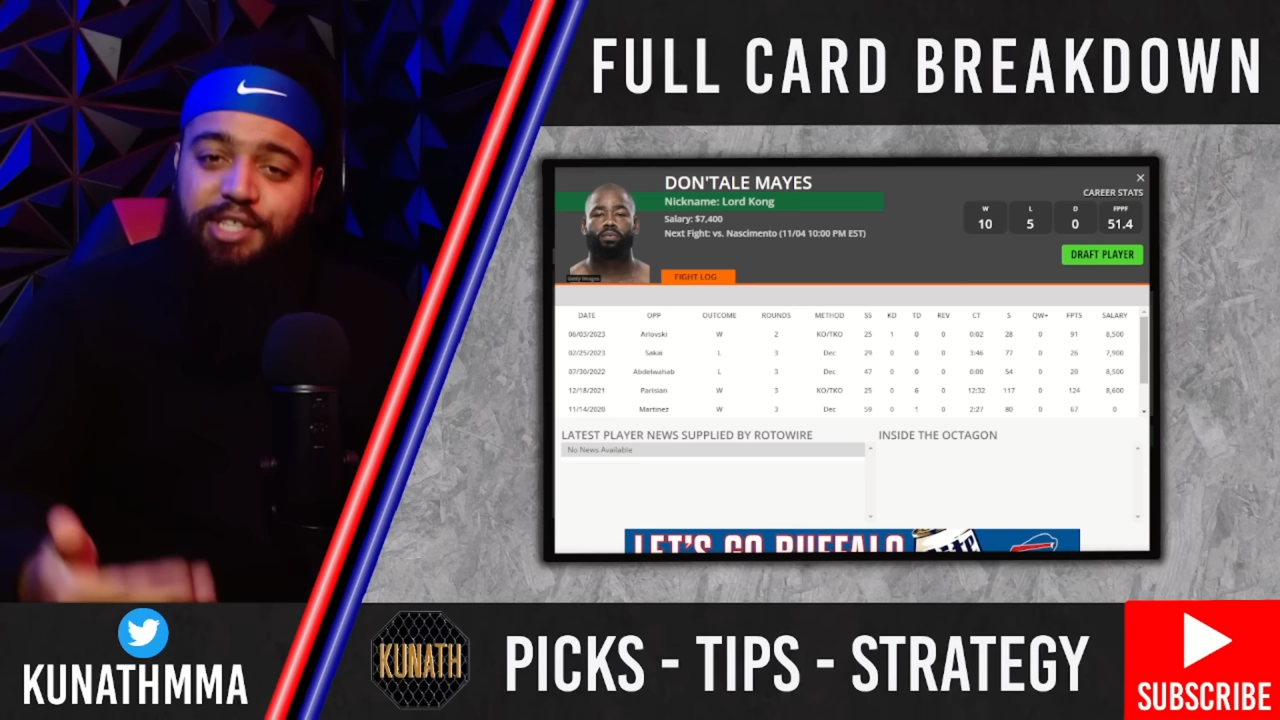 FULL CARD BREAKDOWN
DON'TALE MAYES
Nickname: Lord Kong
Salary: $7,400
Next Fight: vs. Nascimento (11/04 10:00 PM EST)
×
CAREER STATS
W L D FPPF
10 5 0 51.4
DRAFT PLAYER
Getty Images
FIGHT LOG
DATE OPP OUTCOME ROUNDS METHOD SS KD TD REV CT S QW+ FPTS SALARY
06/03/2023 Arlovski W 2 KO/TKO 25 1 0 0 0:02 28 0 91 8,500
02/25/2023 Sakai L 3 Dec 29 0 0 0 3:46 77 0 26 7,900
07/30/2022 Abdelwahab L 3 Dec 47 0 0 0 0:00 54 0 20 8,500
12/18/2021 Parisian W 3 KO/TKO 25 0 6 0 12:32 117 0 124 8,600
11/14/2020 Martinez W 3 Dec 59 0 1 0 2:27 80 0 67 0
LATEST PLAYER NEWS SUPPLIED BY ROTOWIRE
INSIDE THE OCTAGON
No News Available
LET'S GO BUFFALO
KUNATHMMA
KUNATH
PICKS - TIPS - STRATEGY
SUBSCRIBE